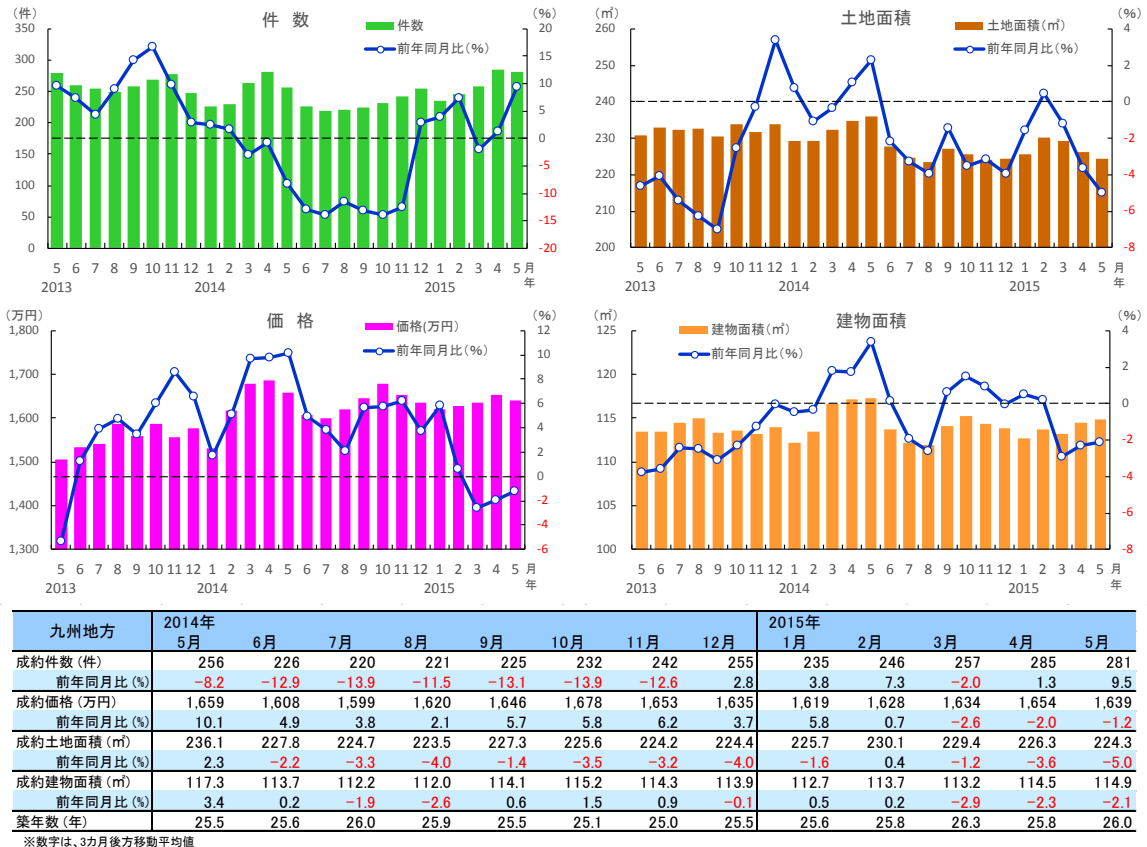 (件)
件 数
(%)
350
300
250
200
150
100
50
0
20
15
10
5
0
-5
-10
-15
-20
件数
前年同月比(%)
5 6 7 8 9 10 11 12 1 2 3 4 5 6 7 8 9 10 11 12 1 2 3 4 5 月
2013 2014 2015 年
(㎡)
土地面積
(%)
260
250
240
230
220
210
200
4
2
0
-2
-4
-6
-8
土地面積(㎡)
前年同月比(%)
5 6 7 8 9 10 11 12 1 2 3 4 5 6 7 8 9 10 11 12 1 2 3 4 5 月
2013 2014 2015 年
(万円)
価 格
(%)
1,800
1,700
1,600
1,500
1,400
1,300
12
10
8
6
4
2
0
-2
-4
-6
価格(万円)
前年同月比(%)
5 6 7 8 9 10 11 12 1 2 3 4 5 6 7 8 9 10 11 12 1 2 3 4 5 月
2013 2014 2015 年
(㎡)
建物面積
(%)
125
120
115
110
105
100
4
2
0
-2
-4
-6
-8
建物面積(㎡)
前年同月比(%)
5 6 7 8 9 10 11 12 1 2 3 4 5 6 7 8 9 10 11 12 1 2 3 4 5 月
2013 2014 2015 年
九州地方 2014年 2015年
5月 6月 7月 8月 9月 10月 11月 12月 1月 2月 3月 4月 5月
成約件数(件) 256 226 220 221 225 232 242 255 235 246 257 285 281
前年同月比(%) -8.2 -12.9 -13.9 -11.5 -13.1 -13.9 -12.6 2.8 3.8 7.3 -2.0 1.3 9.5
成約価格(万円) 1,659 1,608 1,599 1,620 1,646 1,678 1,653 1,635 1,619 1,628 1,634 1,654 1,639
前年同月比(%) 10.1 4.9 3.8 2.1 5.7 5.8 6.2 3.7 5.8 0.7 -2.6 -2.0 -1.2
成約土地面積(㎡) 236.1 227.8 224.7 223.5 227.3 225.6 224.2 224.4 225.7 230.1 229.4 226.3 224.3
前年同月比(%) 2.3 -2.2 -3.3 -4.0 -1.4 -3.5 -3.2 -4.0 -1.6 0.4 -1.2 -3.6 -5.0
成約建物面積(㎡) 117.3 113.7 112.2 112.0 114.1 115.2 114.3 113.9 112.7 113.7 113.2 114.5 114.9
前年同月比(%) 3.4 0.2 -1.9 -2.6 0.6 1.5 0.9 -0.1 0.5 0.2 -2.9 -2.3 -2.1
築年数(年) 25.5 25.6 26.0 25.9 25.5 25.1 25.0 25.5 25.6 25.8 26.3 25.8 26.0
※数字は、3カ月後方移動平均値